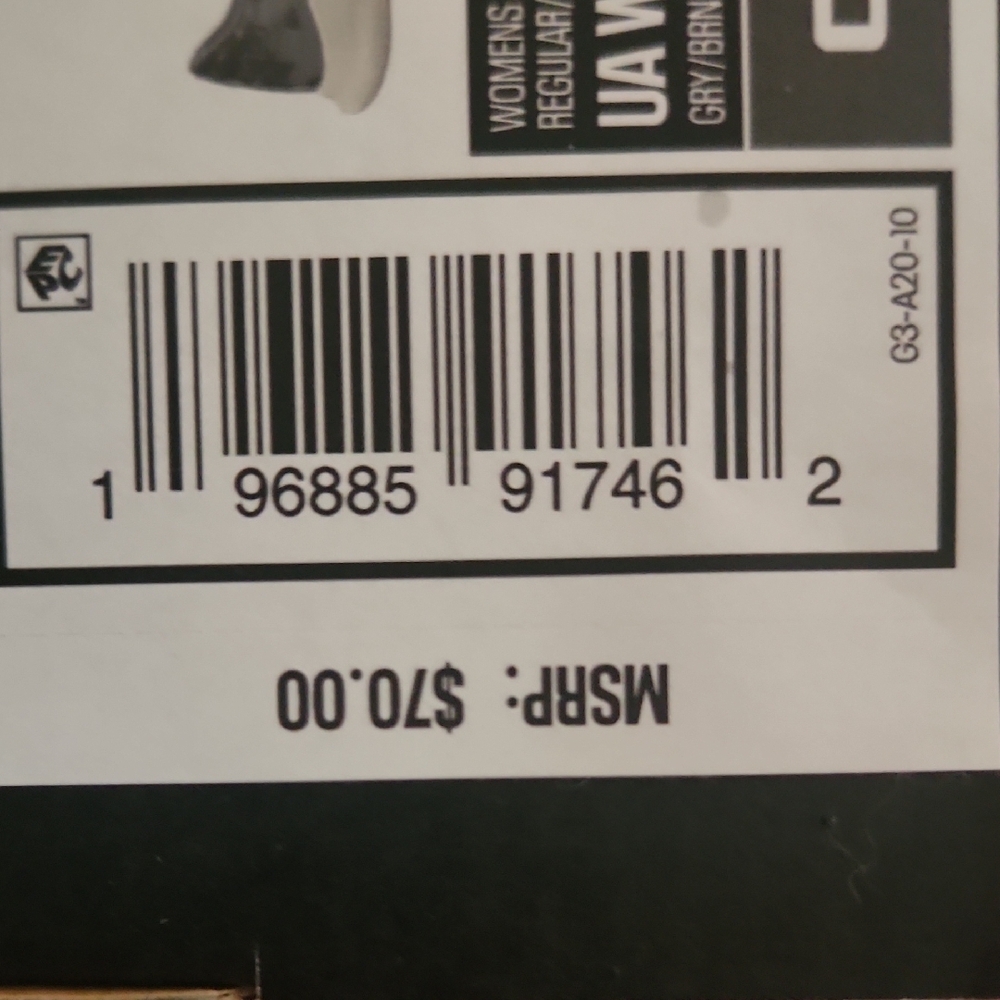 WOMENS
REGULAR/
UA W
GRY/BRN
G3-A20-10
1 96885 91746 2
MSRP: $70.00